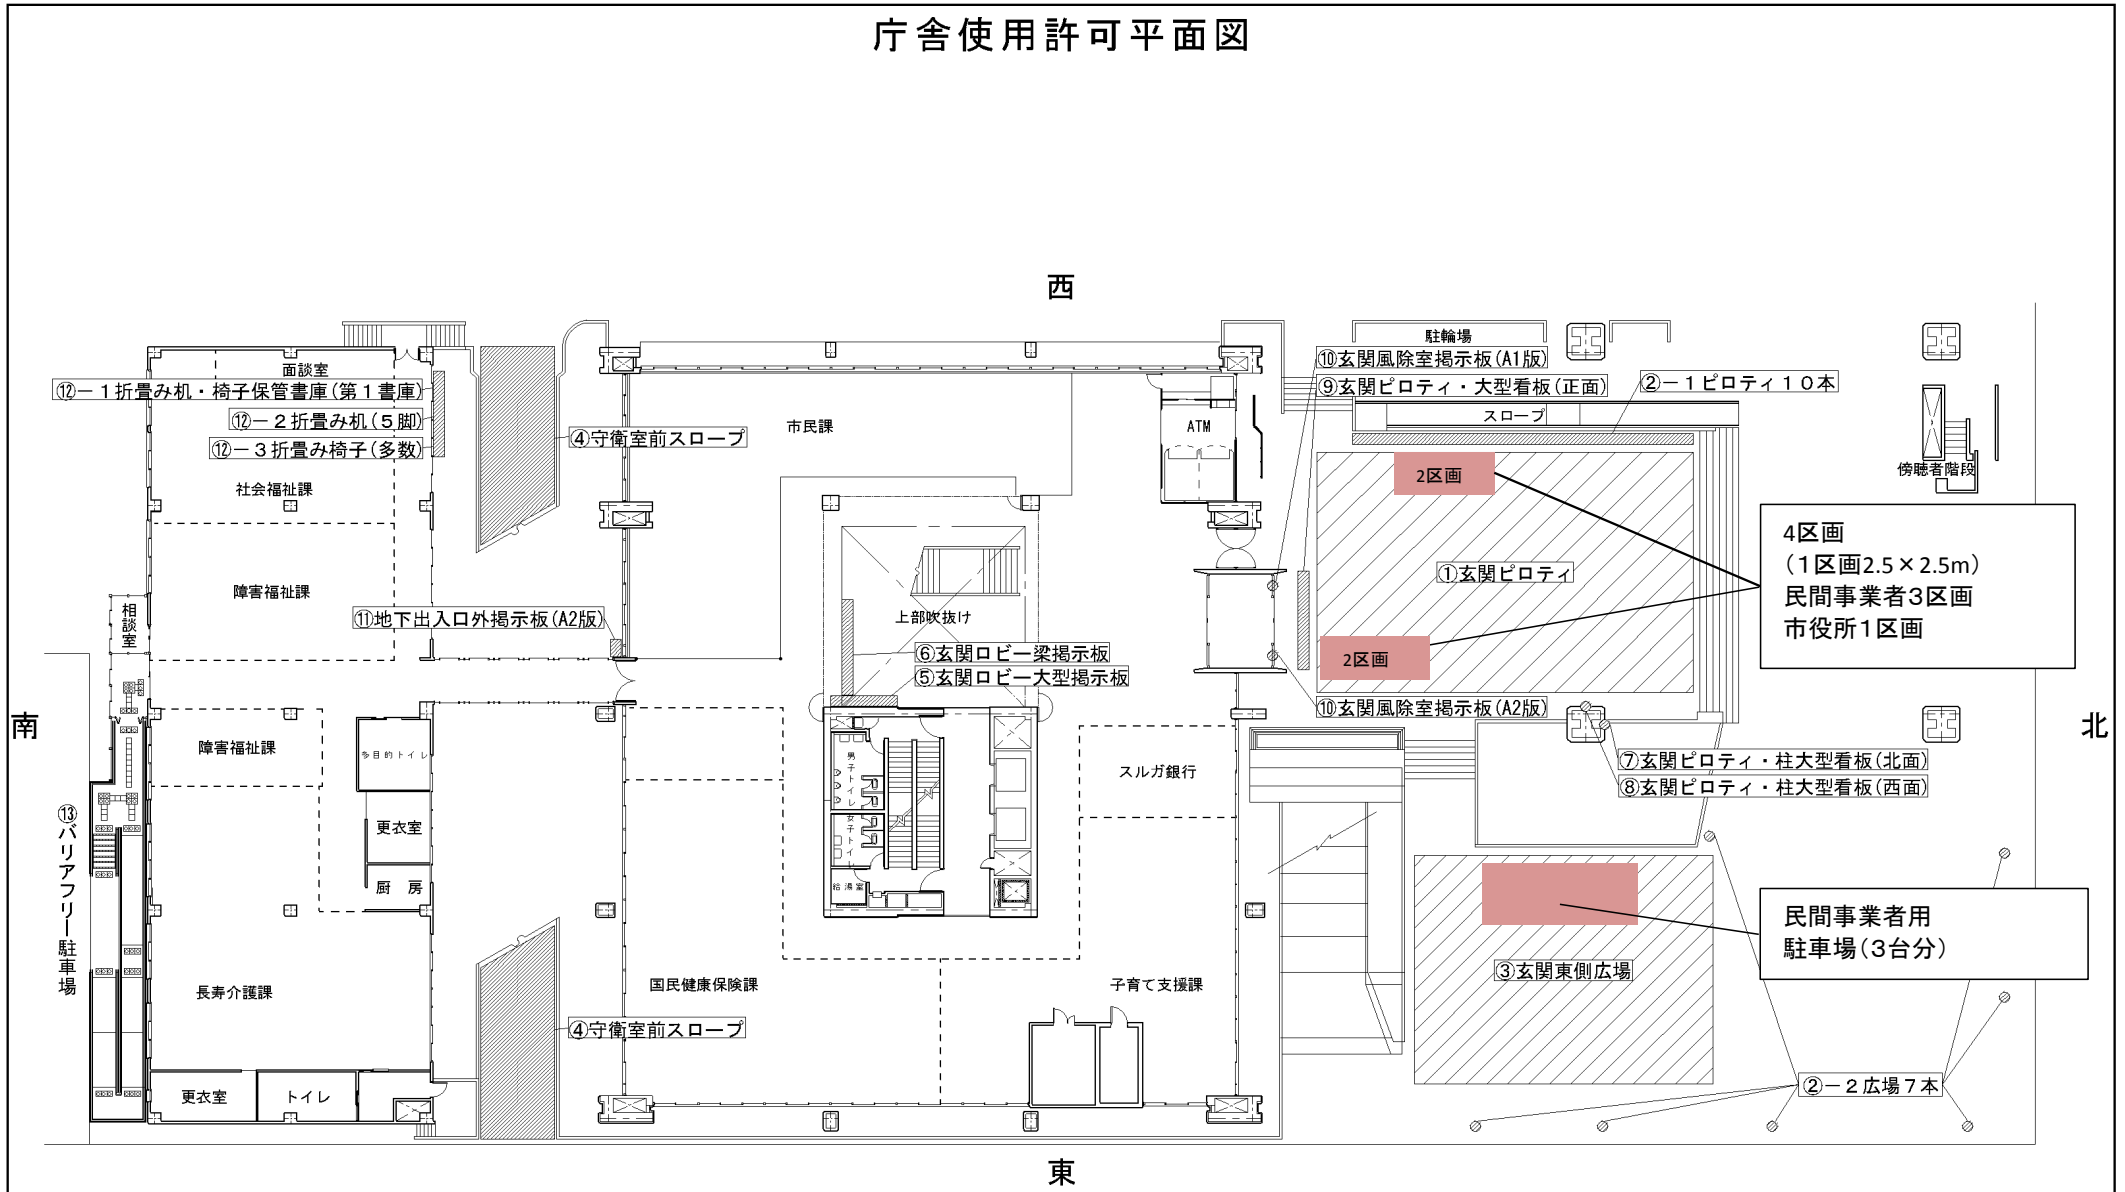 庁舎使用許可平面図
西
駐輪場
⑩玄関風除室掲示板(A1版)
面談室
⑫－1折畳み机・椅子保管書庫(第1書庫)
⑨玄関ピロティ・大型看板(正面)
②－1ピロティ10本
⑫－2折畳み机(5脚)
スロープ
市民課
ATM
④守衛室前スロープ
⑫－3折畳み椅子(多数)
傍聴者階段
2区画
社会福祉課
4区画
(1区画2.5×2.5m)
民間事業者3区画
市役所1区画
①玄関ピロティ
障害福祉課
相談室
⑪地下出入口外掲示板(A2版)
上部吹抜け
⑥玄関ロビー梁掲示板
2区画
⑤玄関ロビー大型掲示板
⑩玄関風除室掲示板(A2版)
南
北
障害福祉課
多目的トイレ
男子トイレ
スルガ銀行
⑦玄関ピロティ・柱大型看板(北面)
⑧玄関ピロティ・柱大型看板(西面)
⑬バリアフリー駐車場
更衣室
女子トイレ
厨房
給湯室
民間事業者用
駐車場(3台分)
③玄関東側広場
長寿介護課
国民健康保険課
子育て支援課
④守衛室前スロープ
更衣室
トイレ
②－2広場7本
東